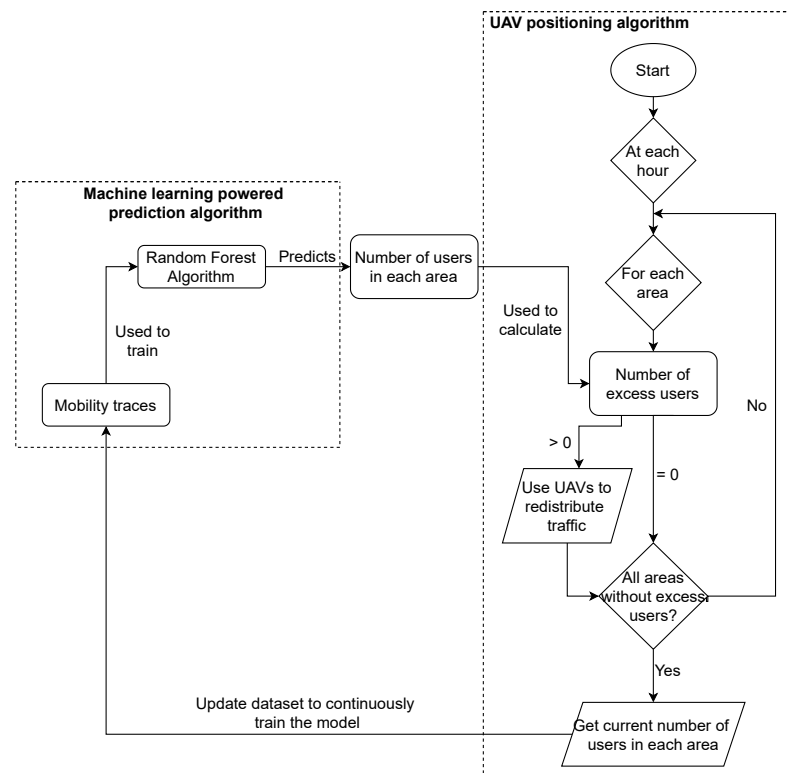 UAV positioning algorithm
Start
At each
hour
Machine learning powered
prediction algorithm
Random Forest
Algorithm
Predicts
Number of users
in each area
For each
area
Used to
train
Used to
calculate
Mobility traces
Number of
excess users
No
> 0
= 0
Use UAVs to
redistribute
traffic
All areas
without excess
users?
Yes
Update dataset to continuously
train the model
Get current number of
users in each area